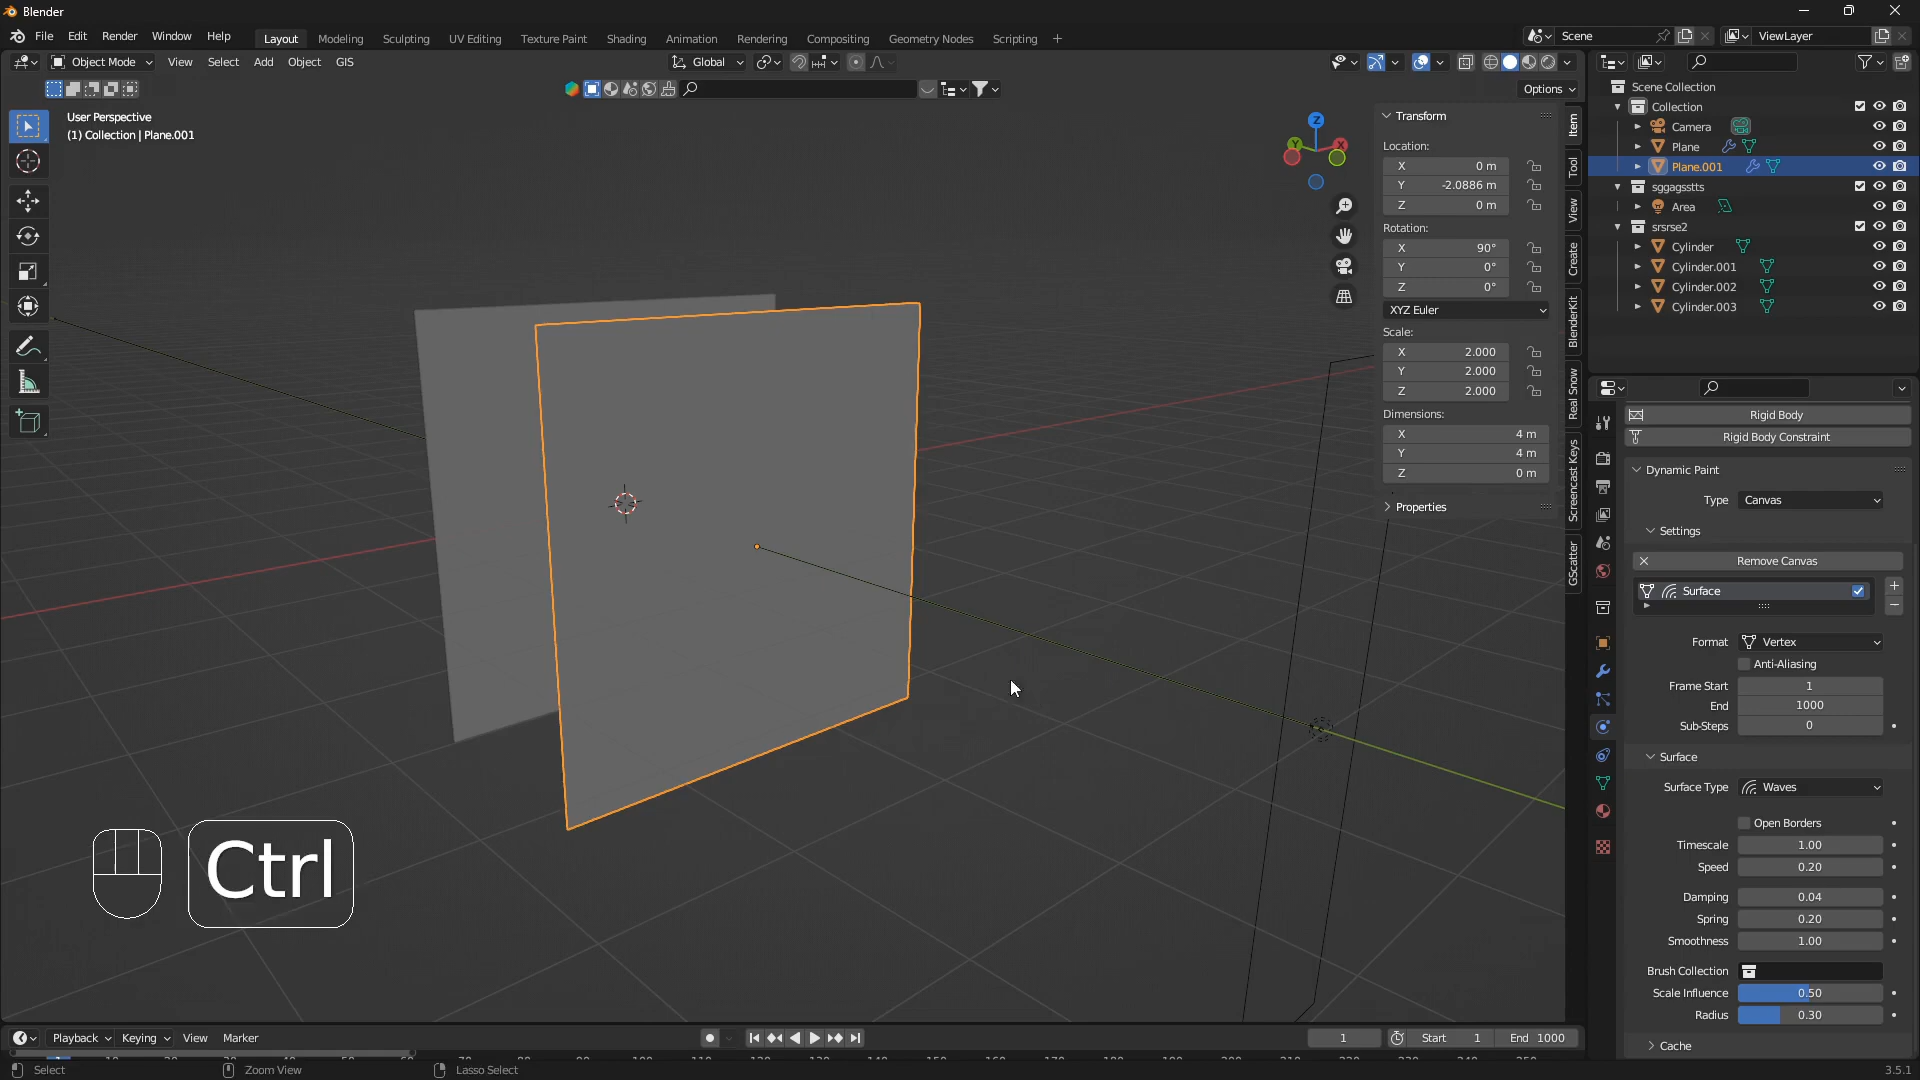 Blender
File Edit Render Window Help Layout Modeling Sculpting UV Editing Texture Paint Shading Animation Rendering Compositing Geometry Nodes Scripting + Scene ViewLayer
Object Mode View Select Add Object GIS Global
Options
User Perspective
(1) Collection | Plane.001
Z
Y
X
Transform
Location:
X 0 m
Y -2.0886 m
Z 0 m
Rotation:
X 90°
Y 0°
Z 0°
XYZ Euler
Scale:
X 2.000
Y 2.000
Z 2.000
Dimensions:
X 4 m
Y 4 m
Z 0 m
Properties
Item
Tool
View
Create
BlenderKit
Real Snow
Screencast Keys
GScatter
Scene Collection
Collection
Camera
Plane
Plane.001
sggagsstts
Area
srsrse2
Cylinder
Cylinder.001
Cylinder.002
Cylinder.003
Rigid Body
Rigid Body Constraint
Dynamic Paint
Type Canvas
Settings
Remove Canvas
Surface
Format Vertex
Anti-Aliasing
Frame Start 1
End 1000
Sub-Steps 0
Surface
Surface Type Waves
Open Borders
Timescale 1.00
Speed 0.20
Damping 0.04
Spring 0.20
Smoothness 1.00
Brush Collection
Scale Influence 0.50
Radius 0.30
Cache
Ctrl
Playback Keying View Marker 1 Start 1 End 1000
Select Zoom View Lasso Select 3.5.1